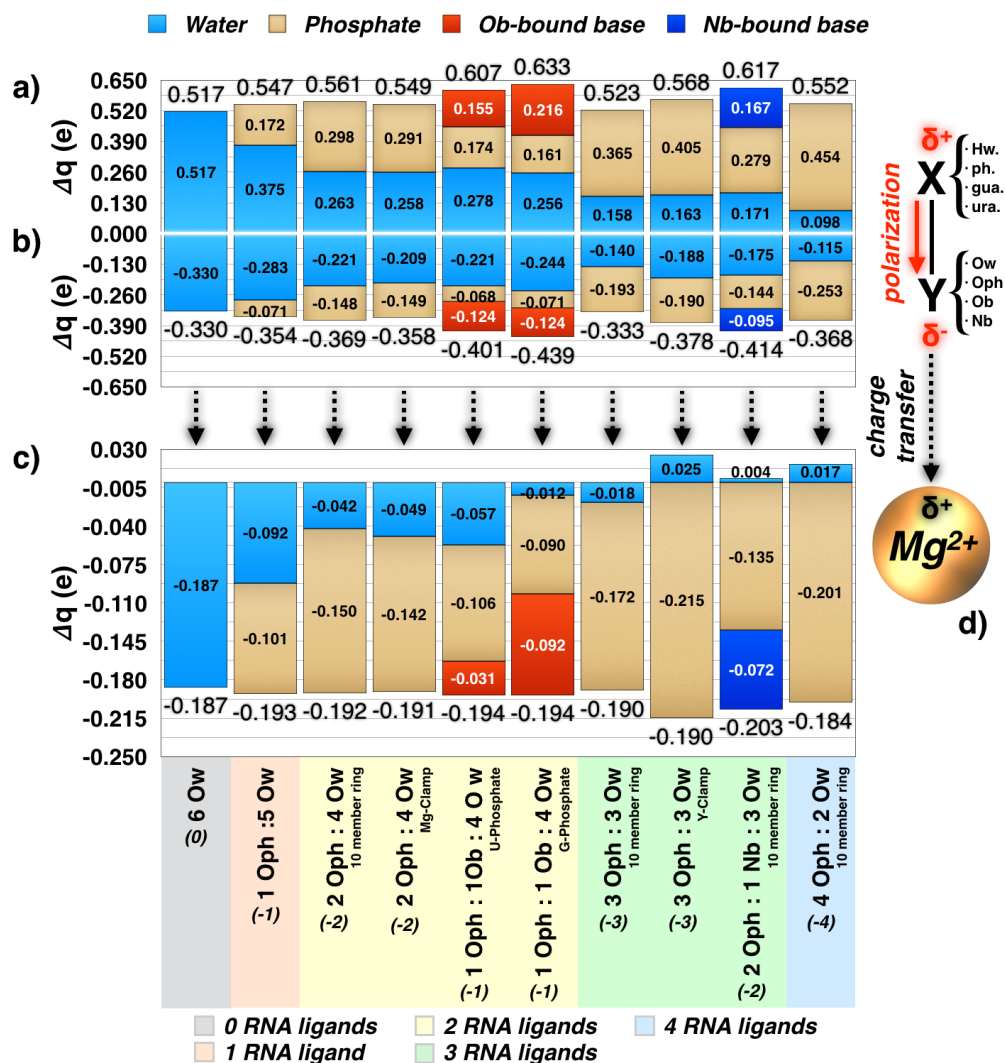 Water Phosphate Ob-bound base Nb-bound base
a)
0.650
0.520
0.390
0.260
0.130
0.000
Δq (e)
0.517 0.547 0.561 0.549 0.607 0.633 0.523 0.568 0.617 0.552
0.155 0.216 0.167
0.172 0.298 0.291 0.174 0.161 0.365 0.405 0.279 0.454
0.517 0.375 0.263 0.258 0.278 0.256 0.158 0.163 0.171 0.098
b)
-0.130
-0.260
-0.390
-0.520
-0.650
Δq (e)
-0.330 -0.283 -0.221 -0.209 -0.221 -0.244 -0.140 -0.188 -0.175 -0.115
-0.071 -0.148 -0.149 -0.068 -0.071 -0.193 -0.190 -0.144 -0.253
-0.124 -0.124 -0.095
-0.330 -0.354 -0.369 -0.358 -0.401 -0.439 -0.333 -0.378 -0.414 -0.368
c)
0.030
-0.005
-0.040
-0.075
-0.110
-0.145
-0.180
-0.215
-0.250
Δq (e)
0.025 0.004 0.017
-0.187 -0.092 -0.042 -0.049 -0.057 -0.012 -0.018
-0.101 -0.150 -0.142 -0.106 -0.090 -0.172 -0.215 -0.135 -0.201
-0.031 -0.092 -0.072
-0.187 -0.193 -0.192 -0.191 -0.194 -0.194 -0.190 -0.190 -0.203 -0.184
6 Ow
(0)
1 Oph :5 Ow
(-1)
2 Oph : 4 Ow
10 member ring
(-2)
2 Oph : 4 Ow
Mg-Clamp
(-2)
1 Oph : 1Ob : 4 O w
U-Phosphate
(-1)
1 Oph : 1 Ob : 4 Ow
G-Phosphate
(-1)
3 Oph : 3 Ow
10 member ring
(-3)
3 Oph : 3 Ow
Y-Clamp
(-3)
2 Oph : 1 Nb : 3 Ow
10 member ring
(-2)
4 Oph : 2 Ow
10 member ring
(-4)
0 RNA ligands 2 RNA ligands 4 RNA ligands
1 RNA ligand 3 RNA ligands
δ+
X
{
· Hw.
· ph.
· gua.
· ura.
polarization
Y
{
· Ow
· Oph
· Ob
· Nb
δ-
charge
transfer
δ+
Mg2+
d)